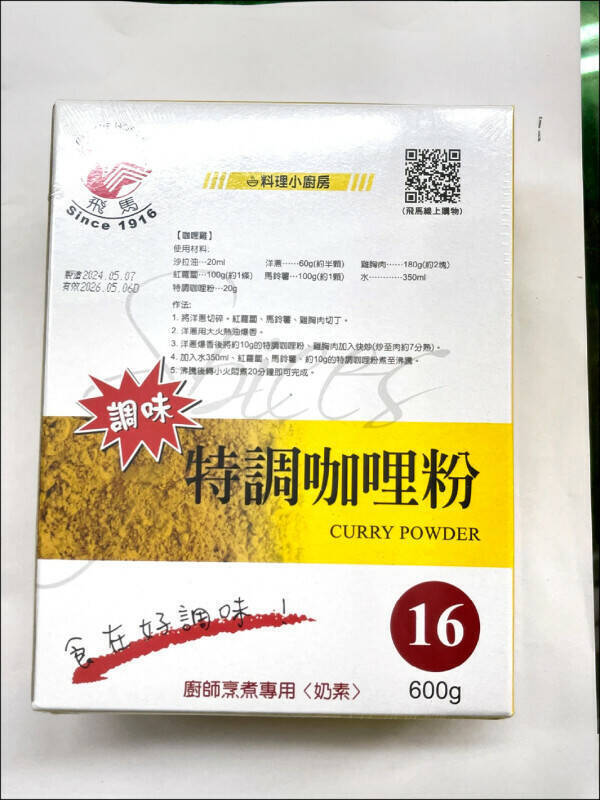 飛馬
Since 1916
料理小廚房
(飛馬線上購物)
製造 2024.05.07
有效2026.05.06D
【咖哩雞】
使用材料:
沙拉油⋯20ml 洋蔥⋯⋯60g(約半顆) 雞胸肉⋯⋯180g(約2塊)
紅蘿蔔⋯100g(約1條) 馬鈴薯⋯100g(約1顆) 水⋯⋯⋯⋯350ml
特調咖哩粉⋯20g
作法:
1. 將洋蔥切碎。紅蘿蔔、馬鈴薯、雞胸肉切丁。
2. 洋蔥用大火熱油爆香。
3. 洋蔥爆香後將約10g的特調咖哩粉、雞胸肉加入快炒(炒至肉約7分熟)。
4. 加入水350ml、紅蘿蔔、馬鈴薯、約10g的特調咖哩粉煮至沸騰。
5. 沸騰後轉小火悶煮20分鐘即可完成。
Spices
調味
特調咖哩粉
CURRY POWDER
食在好調味!
16
廚師烹煮專用〈奶素〉
600g